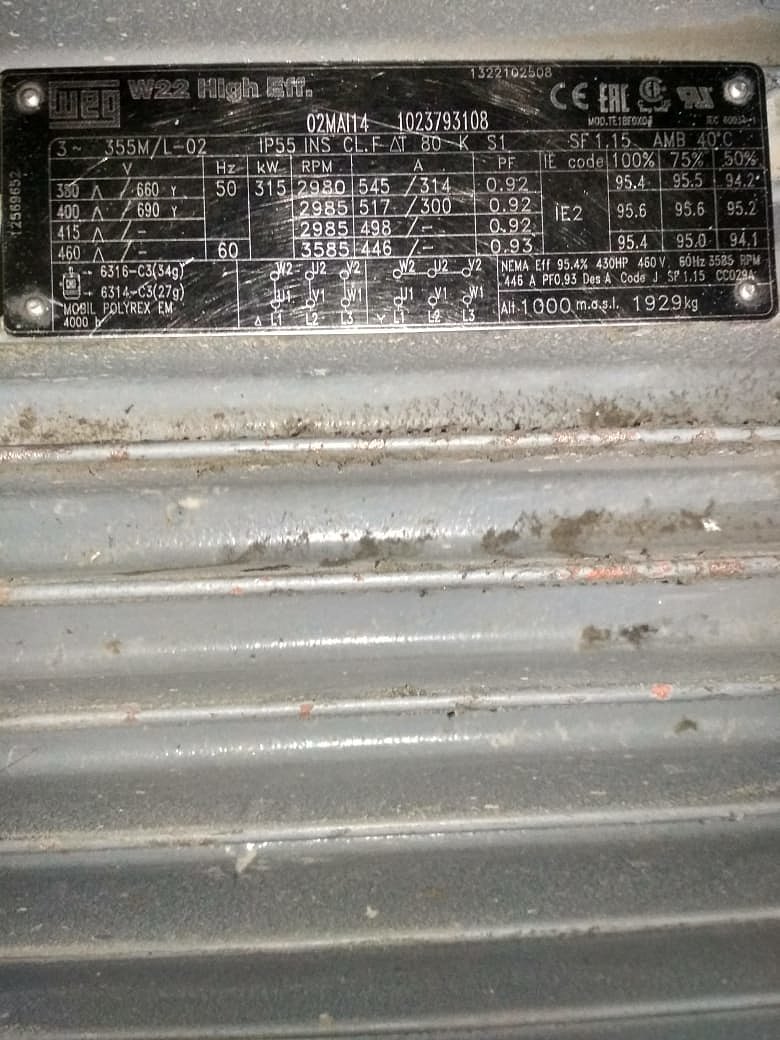 1322102508
WEG W22 High Eff.
CE EAC
02MAI14 1023793108
MOD.TE1BF0X0$
3~ 355M/L-02 IP55 INS CL.F ΔT 80 K S1 SF 1.15 AMB 40°C
V Hz kW RPM A PF IE code 100% 75% 50%
380 Δ / 660 Y 50 315 2980 545 / 314 0.92 IE2 95.4 95.5 94.2
400 Δ / 690 Y 2985 517 / 300 0.92 95.6 95.6 95.2
415 Δ / - 2985 498 / - 0.92
460 Δ / - 60 3585 446 / - 0.93 95.4 95.0 94.1
→ 6316-C3(34g)
→ 6314-C3(27g)
MOBIL POLYREX EM
4000 h
W2 U2 V2 W2 U2 V2
U1 V1 W1 U1 V1 W1
Δ L1 L2 L3 Y L1 L2 L3
NEMA Eff 95.4% 430HP 460V 60Hz 3585 RPM
446 A PF0.93 Des A Code J SF1.15 CC029A
Alt 1000 m.a.s.l. 1929kg
12569652